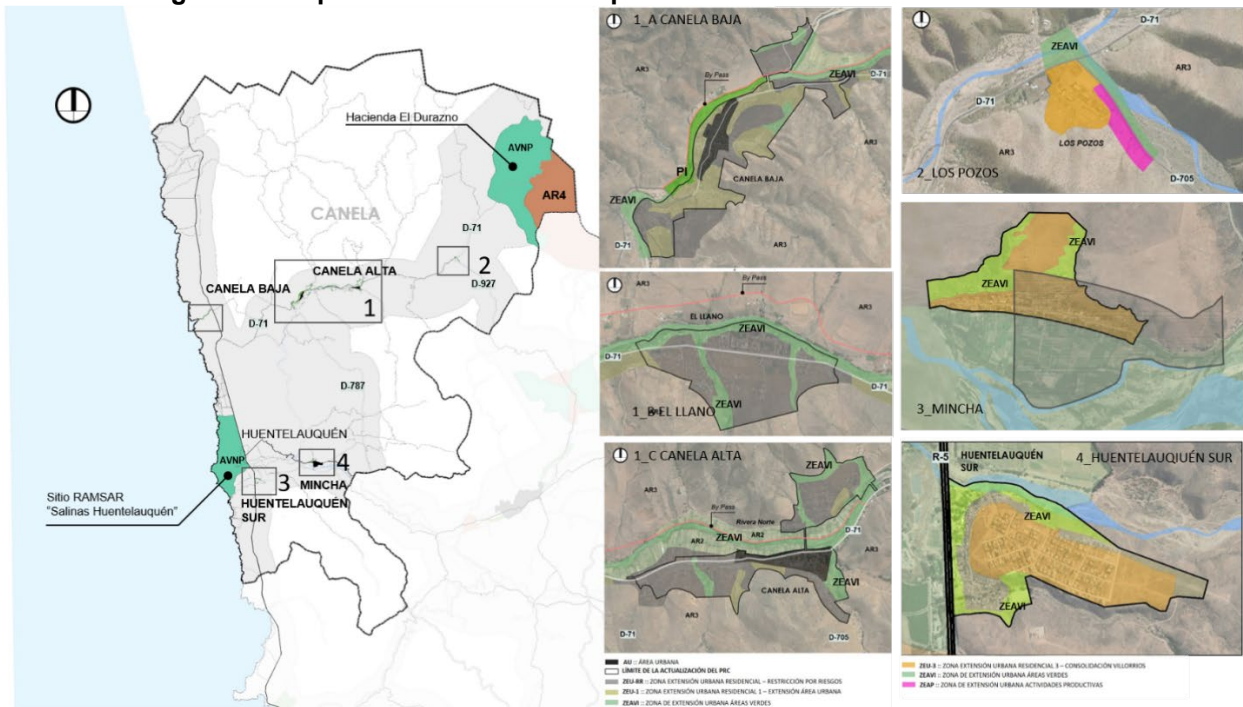 Hacienda El Durazno
AVNP
AR4
CANELA
D-71
CANELA ALTA
2
D-927
CANELA BAJA
1
D-71
D-787
HUENTELAUQUÉN
AVNP
4
MINCHA
3
HUENTELAUQUÉN
SUR
Sitio RAMSAR
"Salinas Huentelauquén"
1_A CANELA BAJA
AR3
By Pass
ZEAVI
D-71
AR3
PI
CANELA BAJA
ZEAVI
D-71
AR3
AR3
By Pass
AR3
EL LLANO
ZEAVI
D-71
D-71
ZEAVI
1_B EL LLANO
1_C CANELA ALTA
ZEAVI
AR3
By Pass
Rivera Norte
D-71
ZEAVI
AR2
AR2
AR3
ZEAVI
CANELA ALTA
AR3
D-71
D-705
AU :: ÁREA URBANA
LÍMITE DE LA ACTUALIZACIÓN DEL PRC
ZEU-RR :: ZONA EXTENSIÓN URBANA RESIDENCIAL – RESTRICCIÓN POR RIESGOS
ZEU-1 :: ZONA EXTENSIÓN URBANA RESIDENCIAL 1 – EXTENSIÓN ÁREA URBANA
ZEAVI :: ZONA DE EXTENSIÓN URBANA ÁREAS VERDES
D-71
ZEAVI
AR3
D-71
AR3
LOS POZOS
2_LOS POZOS
D-705
ZEAVI
ZEAVI
3_MINCHA
R-5
HUENTELAUQUÉN
SUR
4_HUENTELAUQIUÉN SUR
ZEAVI
ZEAVI
ZEU-3 :: ZONA EXTENSIÓN URBANA RESIDENCIAL 3 – CONSOLIDACIÓN VILLORRIOS
ZEAVI :: ZONA DE EXTENSIÓN URBANA ÁREAS VERDES
ZEAP :: ZONA DE EXTENSIÓN URBANA ACTIVIDADES PRODUCTIVAS